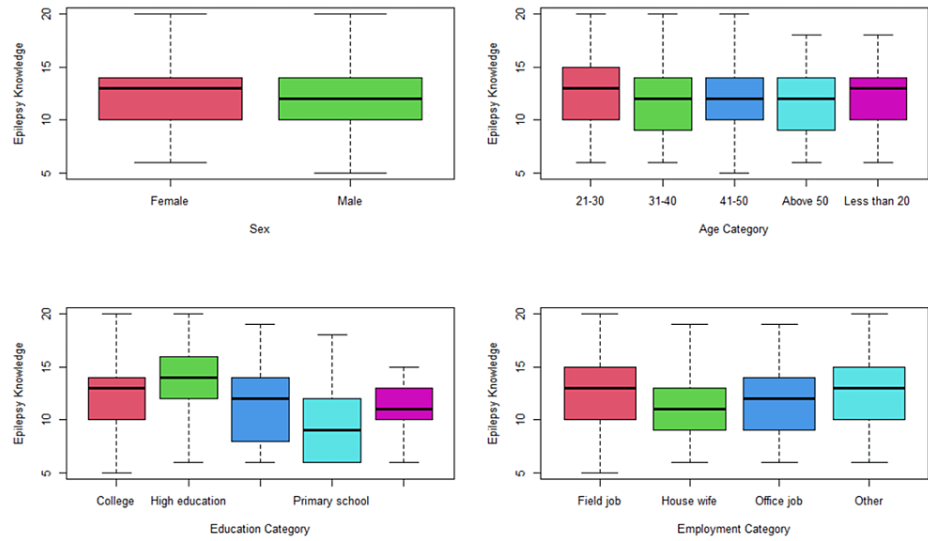 Epilepsy Knowledge
20
15
10
5
Female Male
Sex
Epilepsy Knowledge
20
15
10
5
21-30 31-40 41-50 Above 50 Less than 20
Age Category
Epilepsy Knowledge
20
15
10
5
College High education Primary school
Education Category
Epilepsy Knowledge
20
15
10
5
Field job House wife Office job Other
Employment Category